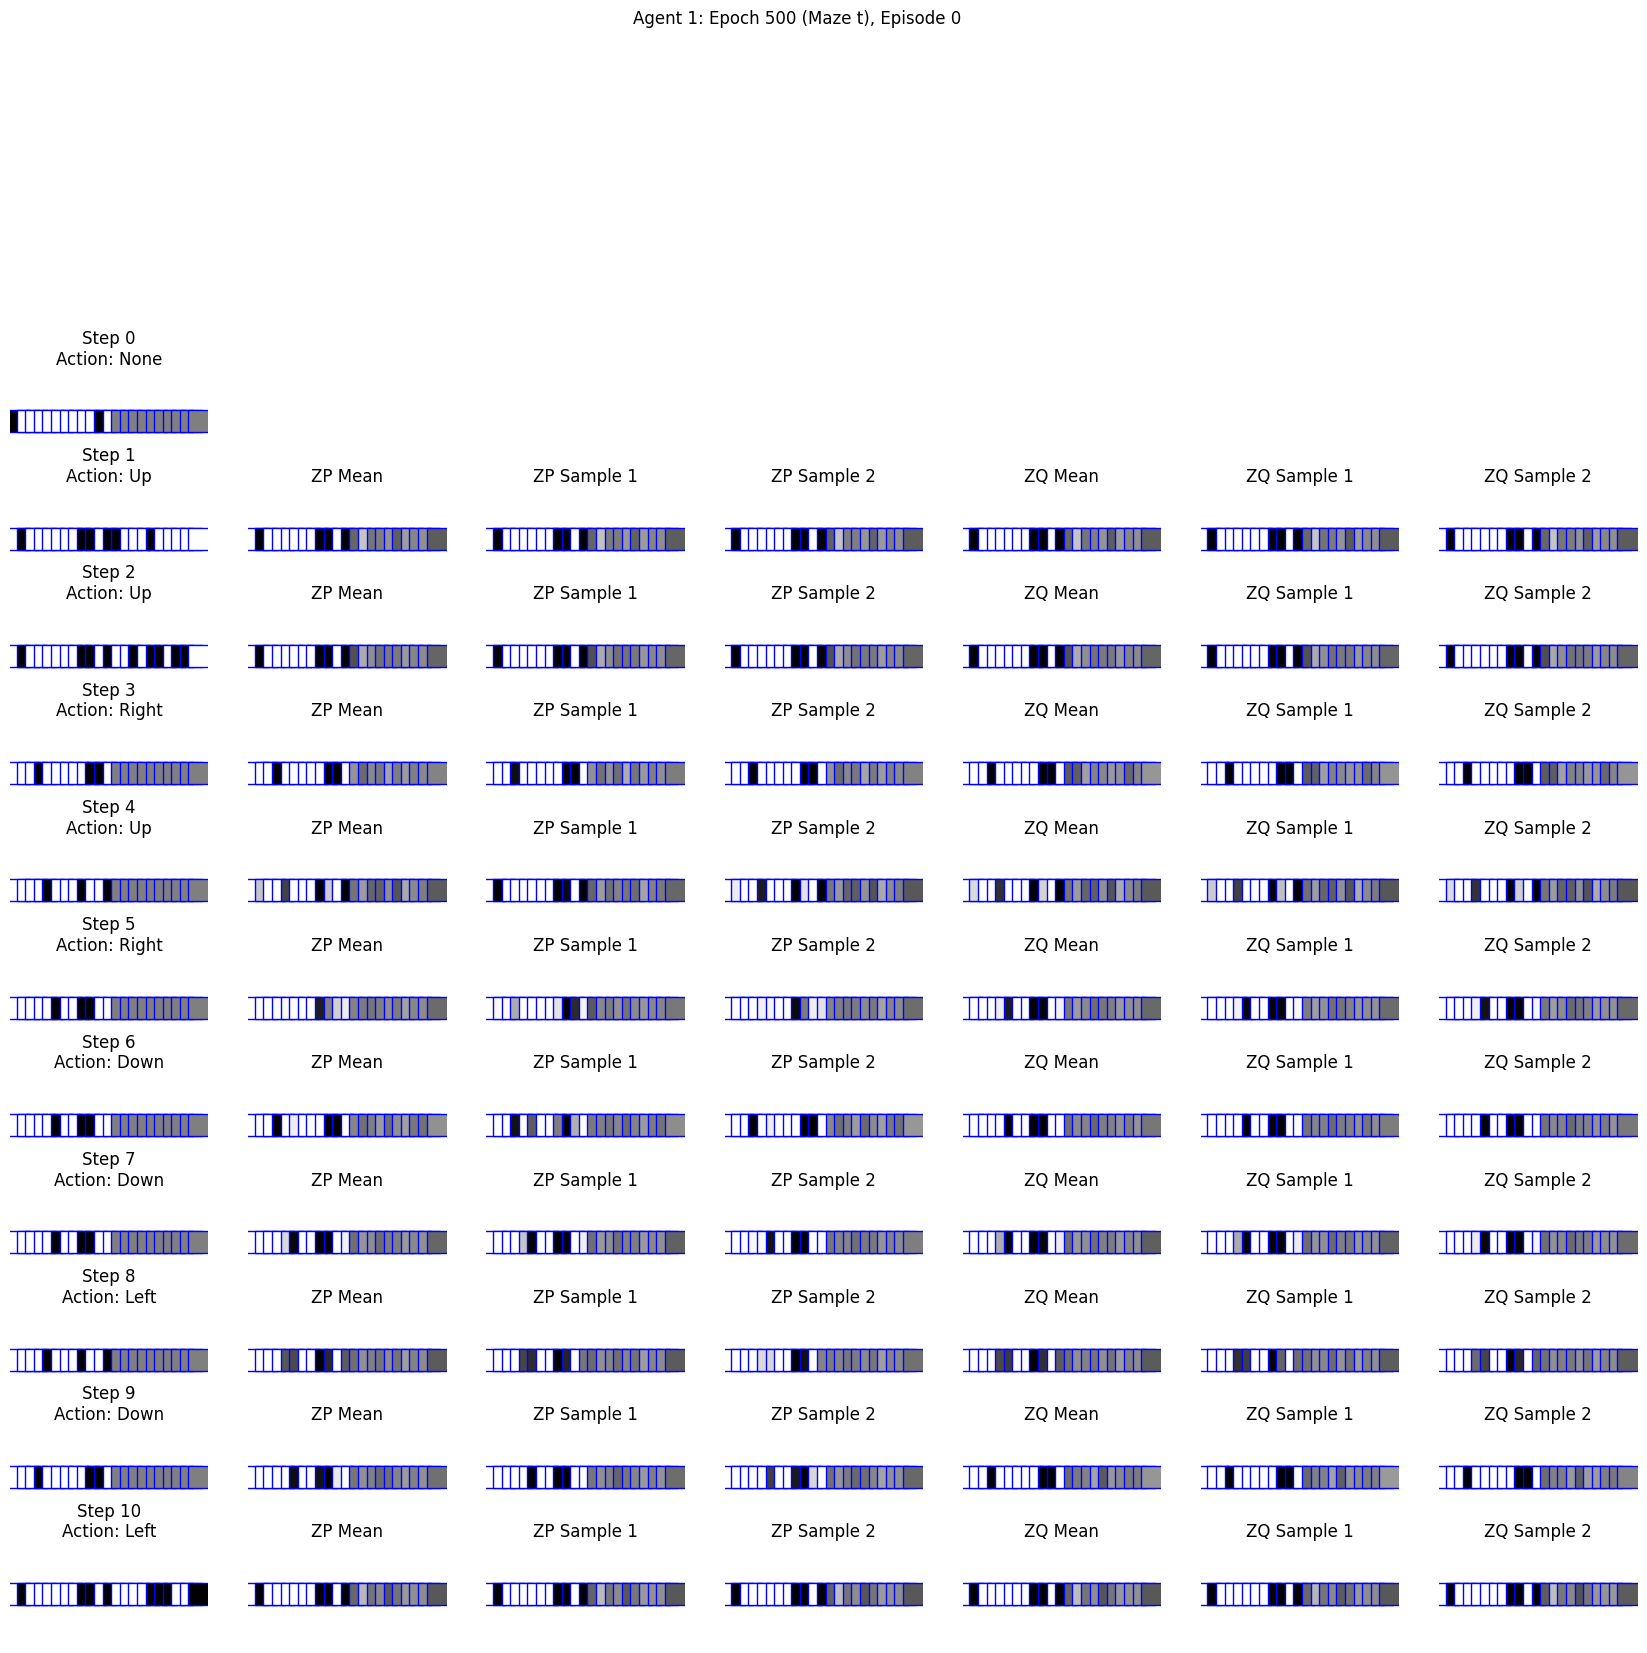 Agent 1: Epoch 500 (Maze t), Episode 0
Step 0
Action: None
Step 1
Action: Up
ZP Mean
ZP Sample 1
ZP Sample 2
ZQ Mean
ZQ Sample 1
ZQ Sample 2
Step 2
Action: Up
ZP Mean
ZP Sample 1
ZP Sample 2
ZQ Mean
ZQ Sample 1
ZQ Sample 2
Step 3
Action: Right
ZP Mean
ZP Sample 1
ZP Sample 2
ZQ Mean
ZQ Sample 1
ZQ Sample 2
Step 4
Action: Up
ZP Mean
ZP Sample 1
ZP Sample 2
ZQ Mean
ZQ Sample 1
ZQ Sample 2
Step 5
Action: Right
ZP Mean
ZP Sample 1
ZP Sample 2
ZQ Mean
ZQ Sample 1
ZQ Sample 2
Step 6
Action: Down
ZP Mean
ZP Sample 1
ZP Sample 2
ZQ Mean
ZQ Sample 1
ZQ Sample 2
Step 7
Action: Down
ZP Mean
ZP Sample 1
ZP Sample 2
ZQ Mean
ZQ Sample 1
ZQ Sample 2
Step 8
Action: Left
ZP Mean
ZP Sample 1
ZP Sample 2
ZQ Mean
ZQ Sample 1
ZQ Sample 2
Step 9
Action: Down
ZP Mean
ZP Sample 1
ZP Sample 2
ZQ Mean
ZQ Sample 1
ZQ Sample 2
Step 10
Action: Left
ZP Mean
ZP Sample 1
ZP Sample 2
ZQ Mean
ZQ Sample 1
ZQ Sample 2